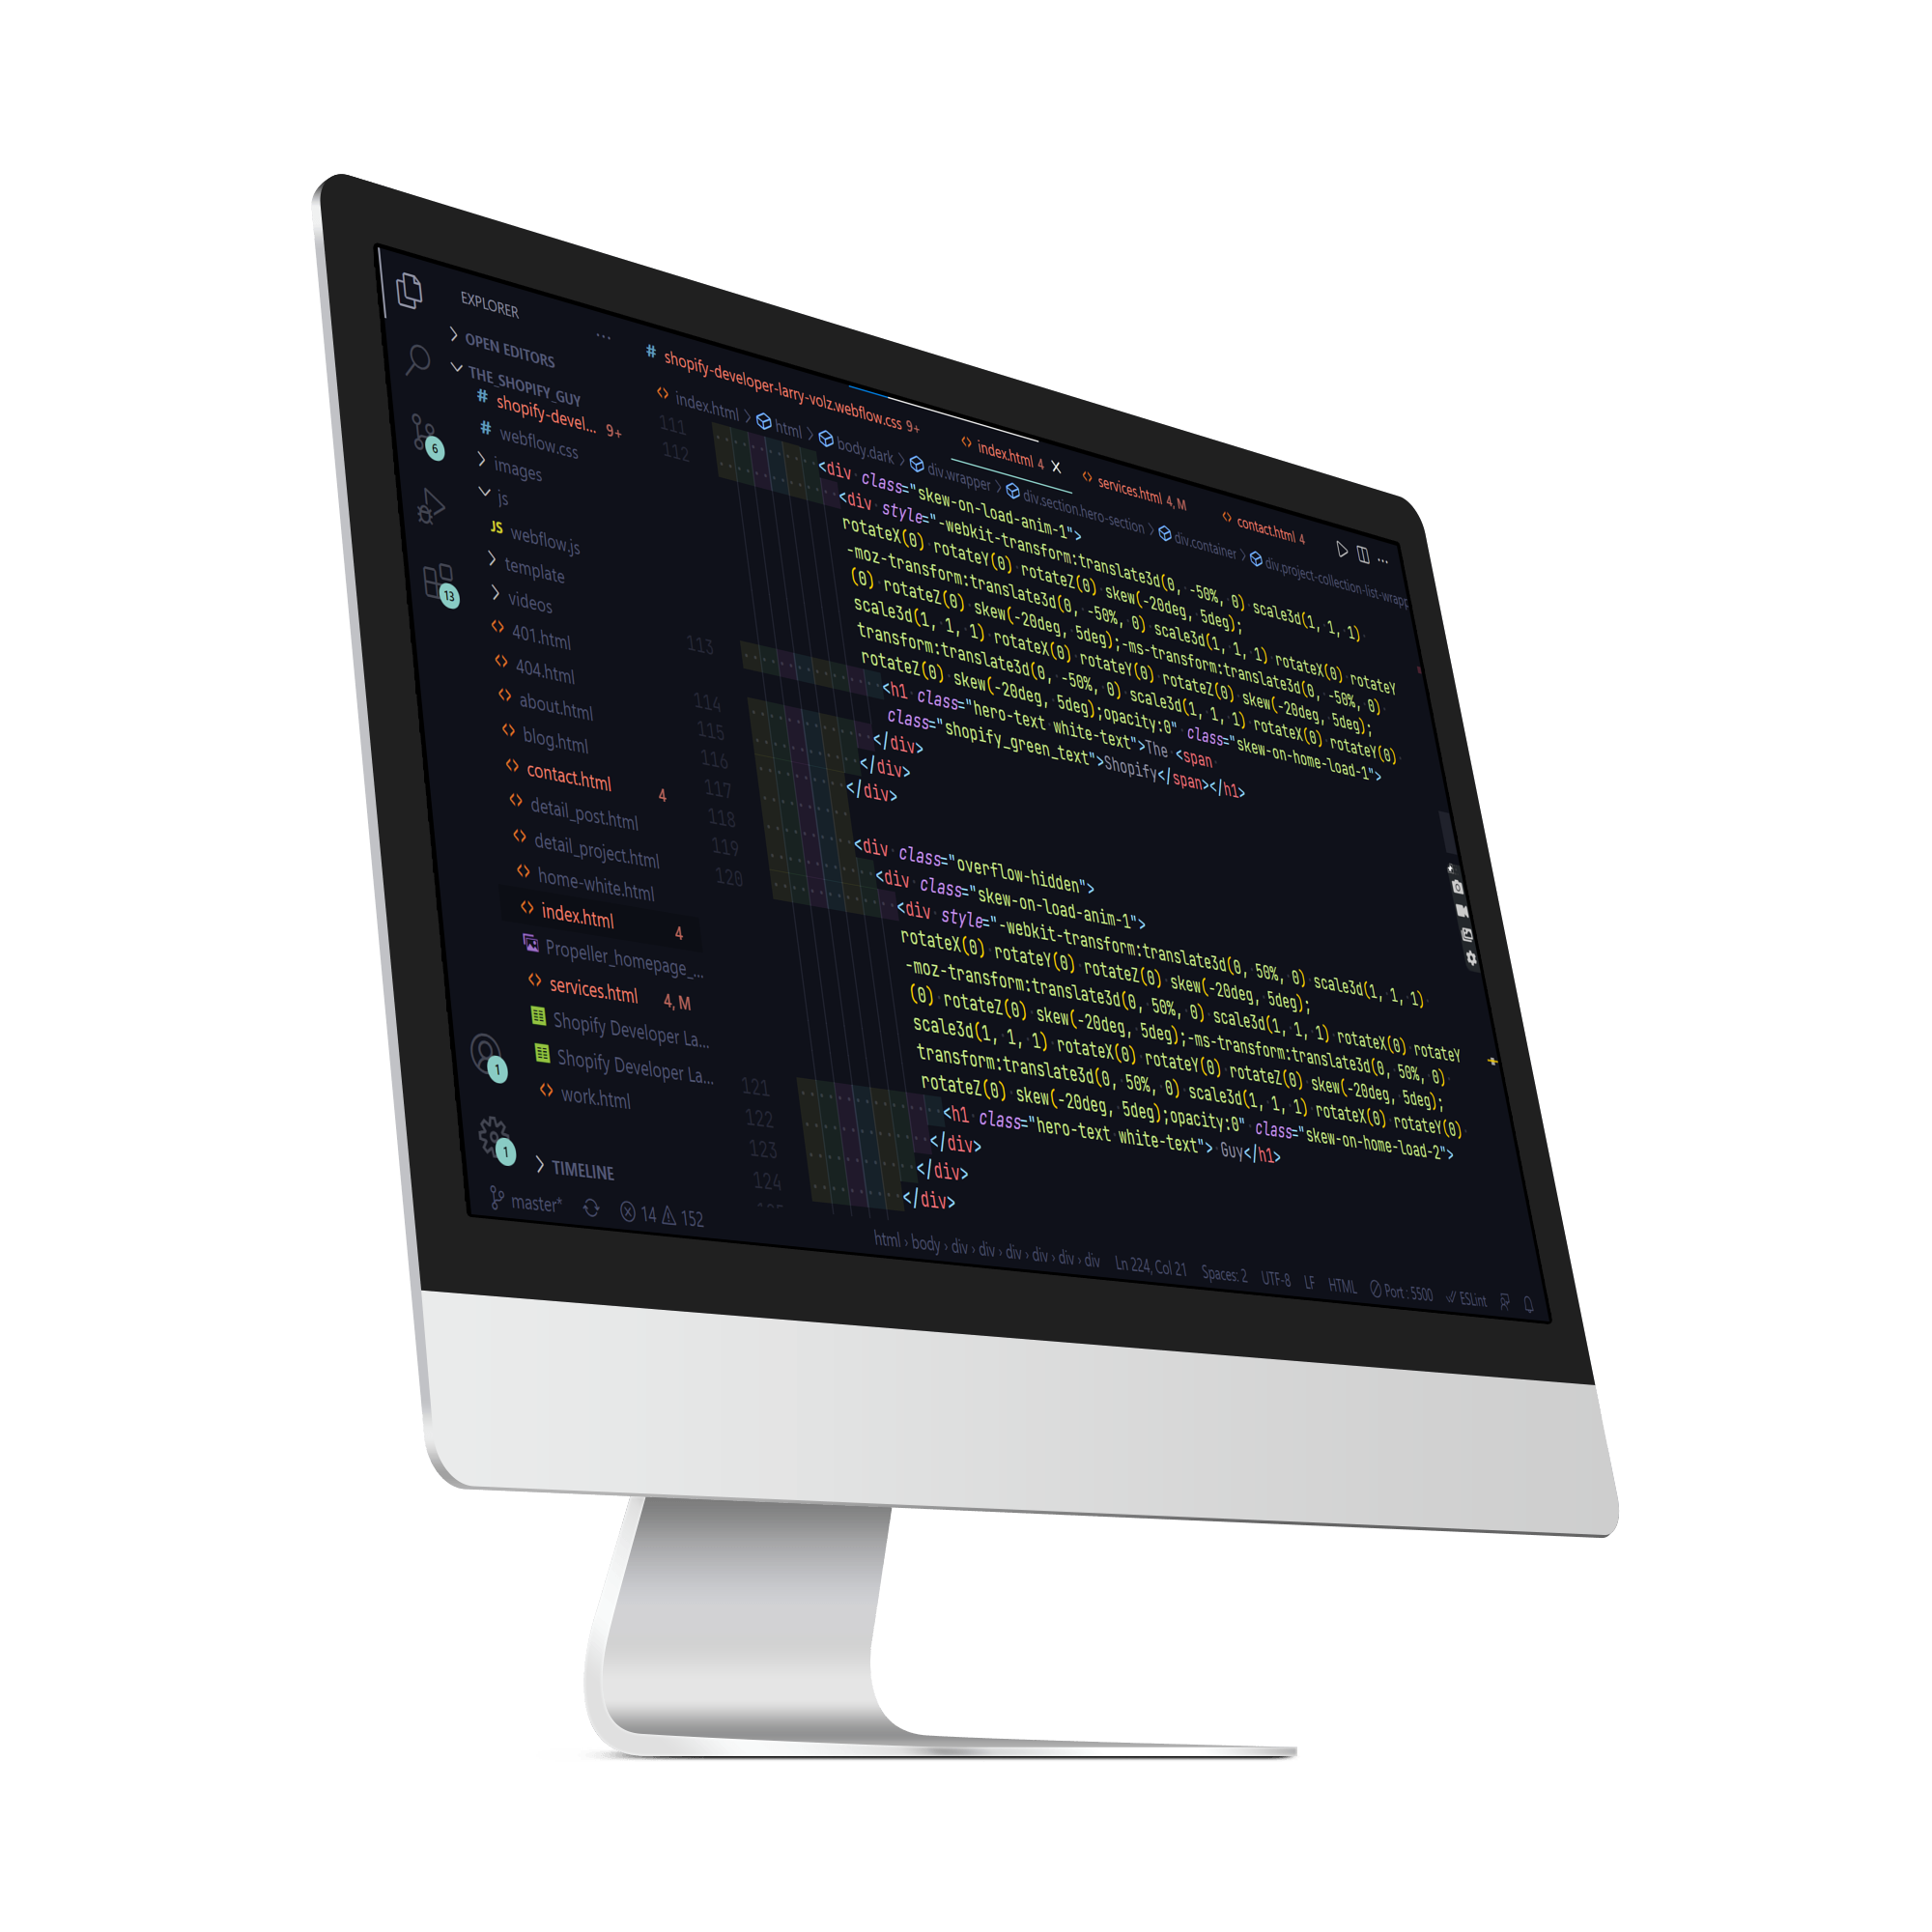 EXPLORER
OPEN EDITORS
THE_SHOPIFY_GUY
# shopify-devel... 9+
# webflow.css
images
js
JS webflow.js
template
videos
<> 401.html
<> 404.html
<> about.html
<> blog.html
<> contact.html 4
<> detail_post.html
<> detail_project.html
<> home-white.html
<> index.html 4
Propeller_homepage_...
<> services.html 4, M
Shopify Developer La...
Shopify Developer La...
<> work.html
TIMELINE
6
13
1
1
# shopify-developer-larry-volz.webflow.css 9+
<> index.html 4 ×
<> services.html 4, M
<> contact.html 4
<> index.html > html > body.dark > div.wrapper > div.section.hero-section > div.container > div.project-collection-list-wrapp
111 <div class="skew-on-load-anim-1">
112 <div style="-webkit-transform:translate3d(0, -50%, 0) scale3d(1, 1, 1)
rotateX(0) rotateY(0) rotateZ(0) skew(-20deg, 5deg);
-moz-transform:translate3d(0, -50%, 0) scale3d(1, 1, 1) rotateX(0) rotateY
(0) rotateZ(0) skew(-20deg, 5deg);-ms-transform:translate3d(0, -50%, 0)
scale3d(1, 1, 1) rotateX(0) rotateY(0) rotateZ(0) skew(-20deg, 5deg);
transform:translate3d(0, -50%, 0) scale3d(1, 1, 1) rotateX(0) rotateY(0)
rotateZ(0) skew(-20deg, 5deg);opacity:0" class="skew-on-home-load-1">
113 <h1 class="hero-text white-text">The <span
class="shopify_green_text">Shopify</span></h1>
114 </div>
115 </div>
116 </div>
117
118 <div class="overflow-hidden">
119 <div class="skew-on-load-anim-1">
120 <div style="-webkit-transform:translate3d(0, 50%, 0) scale3d(1, 1, 1)
rotateX(0) rotateY(0) rotateZ(0) skew(-20deg, 5deg);
-moz-transform:translate3d(0, 50%, 0) scale3d(1, 1, 1) rotateX(0) rotateY
(0) rotateZ(0) skew(-20deg, 5deg);-ms-transform:translate3d(0, 50%, 0)
scale3d(1, 1, 1) rotateX(0) rotateY(0) rotateZ(0) skew(-20deg, 5deg);
transform:translate3d(0, 50%, 0) scale3d(1, 1, 1) rotateX(0) rotateY(0)
rotateZ(0) skew(-20deg, 5deg);opacity:0" class="skew-on-home-load-2">
121 <h1 class="hero-text white-text"> Guy</h1>
122 </div>
123 </div>
124 </div>
master* 14 152
html › body › div › div › div › div › div › div
Ln 224, Col 21 Spaces: 2 UTF-8 LF HTML Port : 5500 ESLint